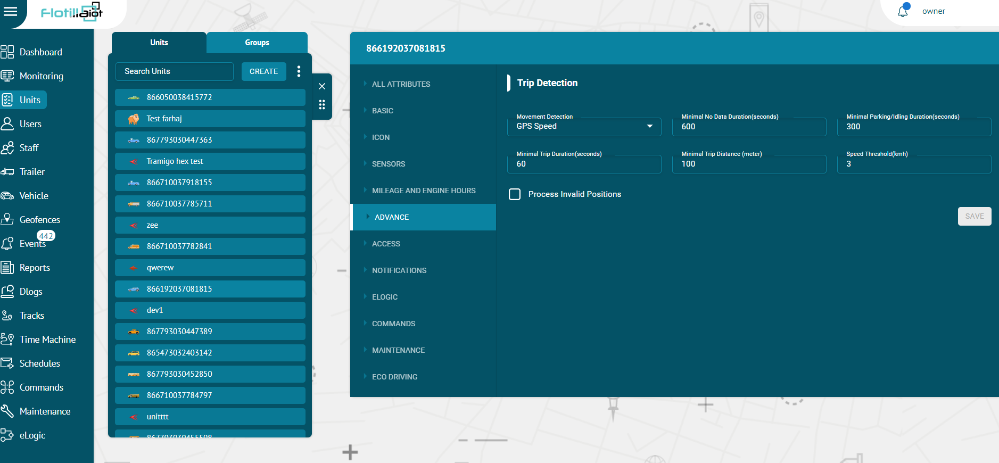 Flotillaiot
owner
Dashboard
Monitoring
Units
Users
Staff
Trailer
Vehicle
Geofences
442
Events
Reports
Dlogs
Tracks
Time Machine
Schedules
Commands
Maintenance
eLogic
Units
Groups
Search Units
CREATE
866050038415772
Test farhaj
867793030447363
Tramigo hex test
866710037918155
866710037785711
zee
866710037782841
qwerew
866192037081815
dev1
867793030447389
865473032403142
867793030452850
866710037784797
unitttt
866192037081815
ALL ATTRIBUTES
BASIC
ICON
SENSORS
MILEAGE AND ENGINE HOURS
ADVANCE
ACCESS
NOTIFICATIONS
ELOGIC
COMMANDS
MAINTENANCE
ECO DRIVING
Trip Detection
Movement Detection
GPS Speed
Minimal No Data Duration(seconds)
600
Minimal Parking/Idling Duration(seconds)
300
Minimal Trip Duration(seconds)
60
Minimal Trip Distance (meter)
100
Speed Threshold(kmh)
3
Process Invalid Positions
SAVE